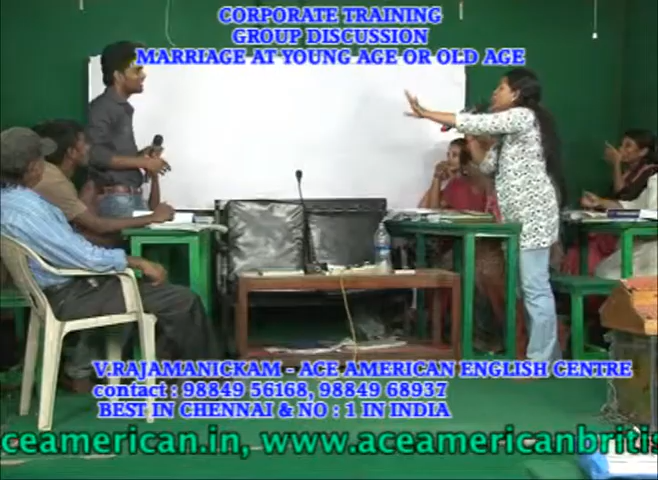 CORPORATE TRAINING
GROUP DISCUSSION
MARRIAGE AT YOUNG AGE OR OLD AGE
V.RAJAMANICKAM - ACE AMERICAN ENGLISH CENTRE
contact : 98849 56168, 98849 68937
BEST IN CHENNAI & NO : 1 IN INDIA
ceamerican.in, www.aceamericanbritis